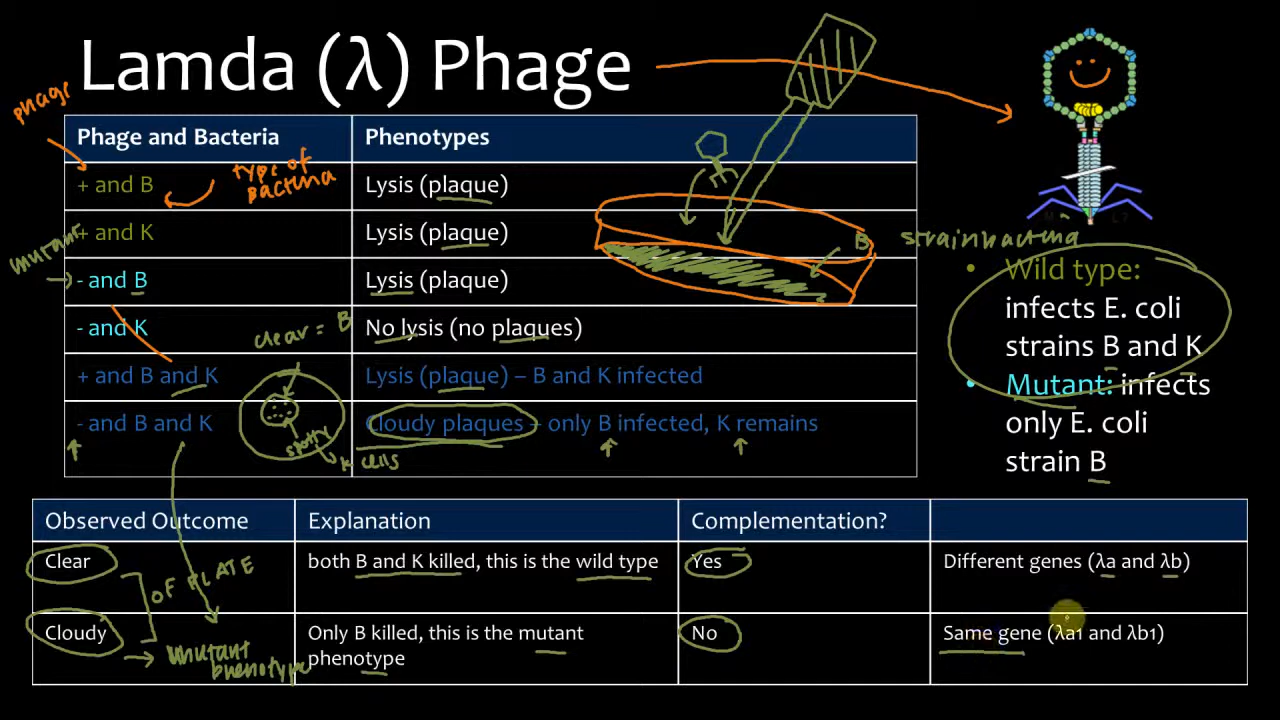 Lamda (λ) Phage
phage
Phage and Bacteria
Phenotypes
+ and B
type of
bacteria
Lysis (plaque)
+ and K
Lysis (plaque)
B
strain bacteria
mutant
- and B
Lysis (plaque)
- and K
clear = B
No lysis (no plaques)
+ and B and K
Lysis (plaque) – B and K infected
- and B and K
spotty
K cells
Cloudy plaques – only B infected, K remains
• Wild type:
infects E. coli
strains B and K
• Mutant: infects
only E. coli
strain B
Observed Outcome
Explanation
Complementation?
Clear
OF PLATE
both B and K killed, this is the wild type
Yes
Different genes (λa and λb)
Cloudy
mutant
phenotype
Only B killed, this is the mutant
phenotype
No
Same gene (λa1 and λb1)